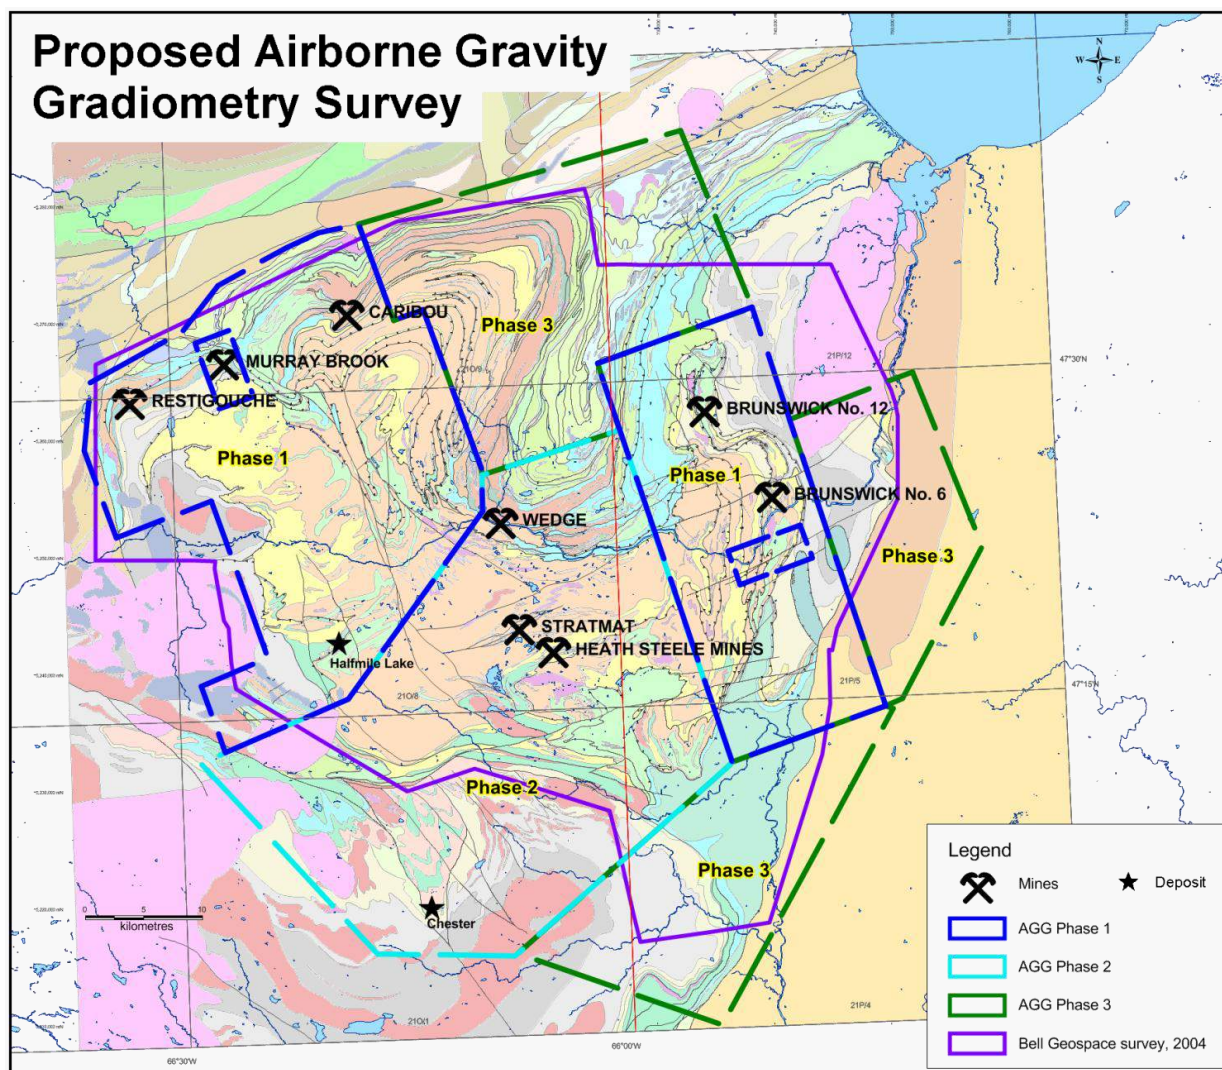 Proposed Airborne Gravity
Gradiometry Survey
N
W E
S
CARIBOU
Phase 3
21O/9
21P/12
47°30'N
MURRAY BROOK
RESTIGOUCHE
BRUNSWICK No. 12
Phase 1
Phase 1
BRUNSWICK No. 6
WEDGE
Phase 3
STRATMAT
HEATH STEELE MINES
Halfmile Lake
21O/8
21P/5
47°15'N
Phase 2
Phase 3
Chester
0 5 10
kilometres
21O/1
21P/4
66°30'W
66°00'W
Legend
Mines
Deposit
AGG Phase 1
AGG Phase 2
AGG Phase 3
Bell Geospace survey, 2004